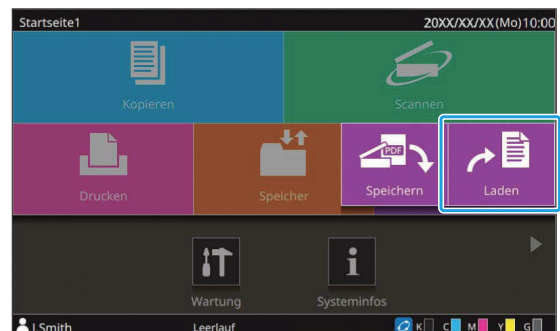 Startseite1 20XX/XX/XX(Mo)10:00
Kopieren Scannen
PDF
Drucken Speicher Speichern Laden
Wartung Systeminfos
J.Smith Leerlauf K C M Y G